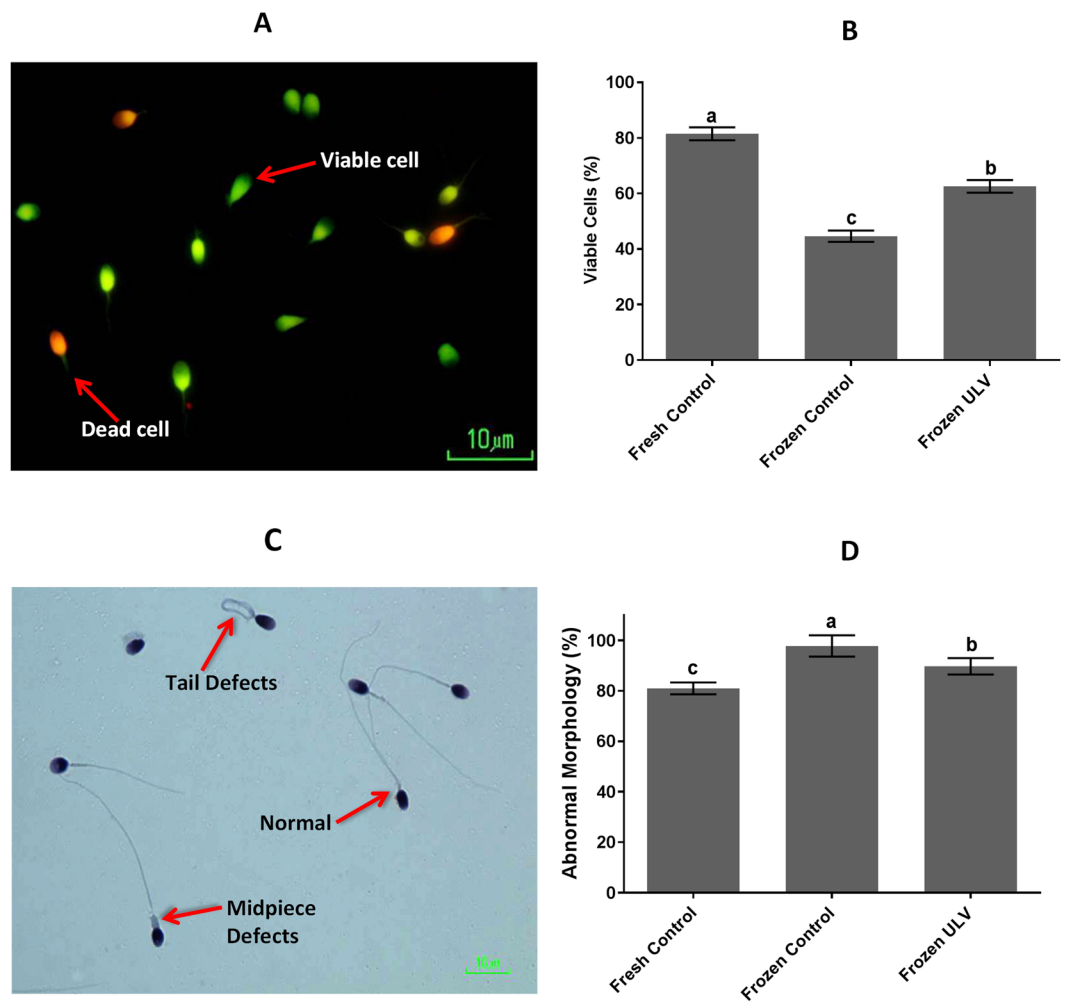 A
Viable cell
Dead cell
10μm
B
Viable Cells (%)
100
80
60
40
20
0
a
c
b
Fresh Control
Frozen Control
Frozen ULV
C
Tail Defects
Normal
Midpiece
Defects
D
Abnormal Morphology (%)
100
80
60
40
20
0
c
a
b
Fresh Control
Frozen Control
Frozen ULV